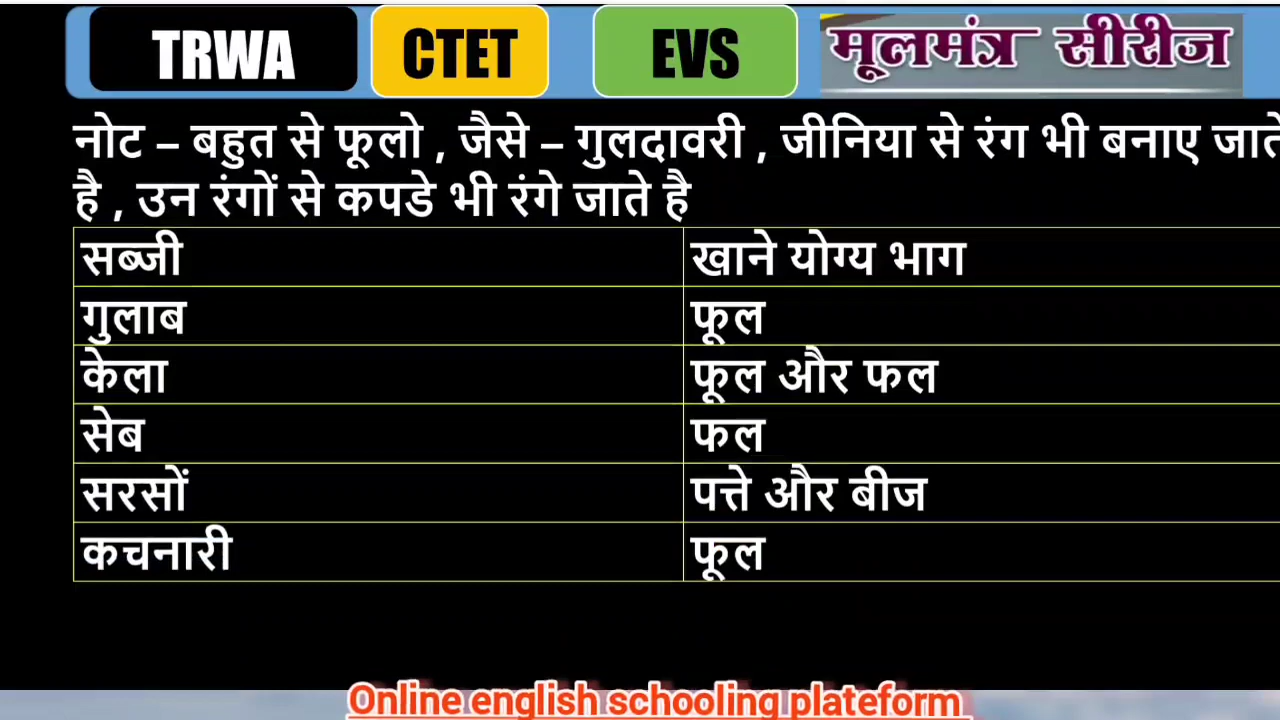 TRWA CTET EVS मूलमंत्र सीरीज
नोट – बहुत से फूलो , जैसे – गुलदावरी , जीनिया से रंग भी बनाए जाते
है , उन रंगों से कपडे भी रंगे जाते है
सब्जी खाने योग्य भाग
गुलाब फूल
केला फूल और फल
सेब फल
सरसों पत्ते और बीज
कचनारी फूल
Online english schooling plateform